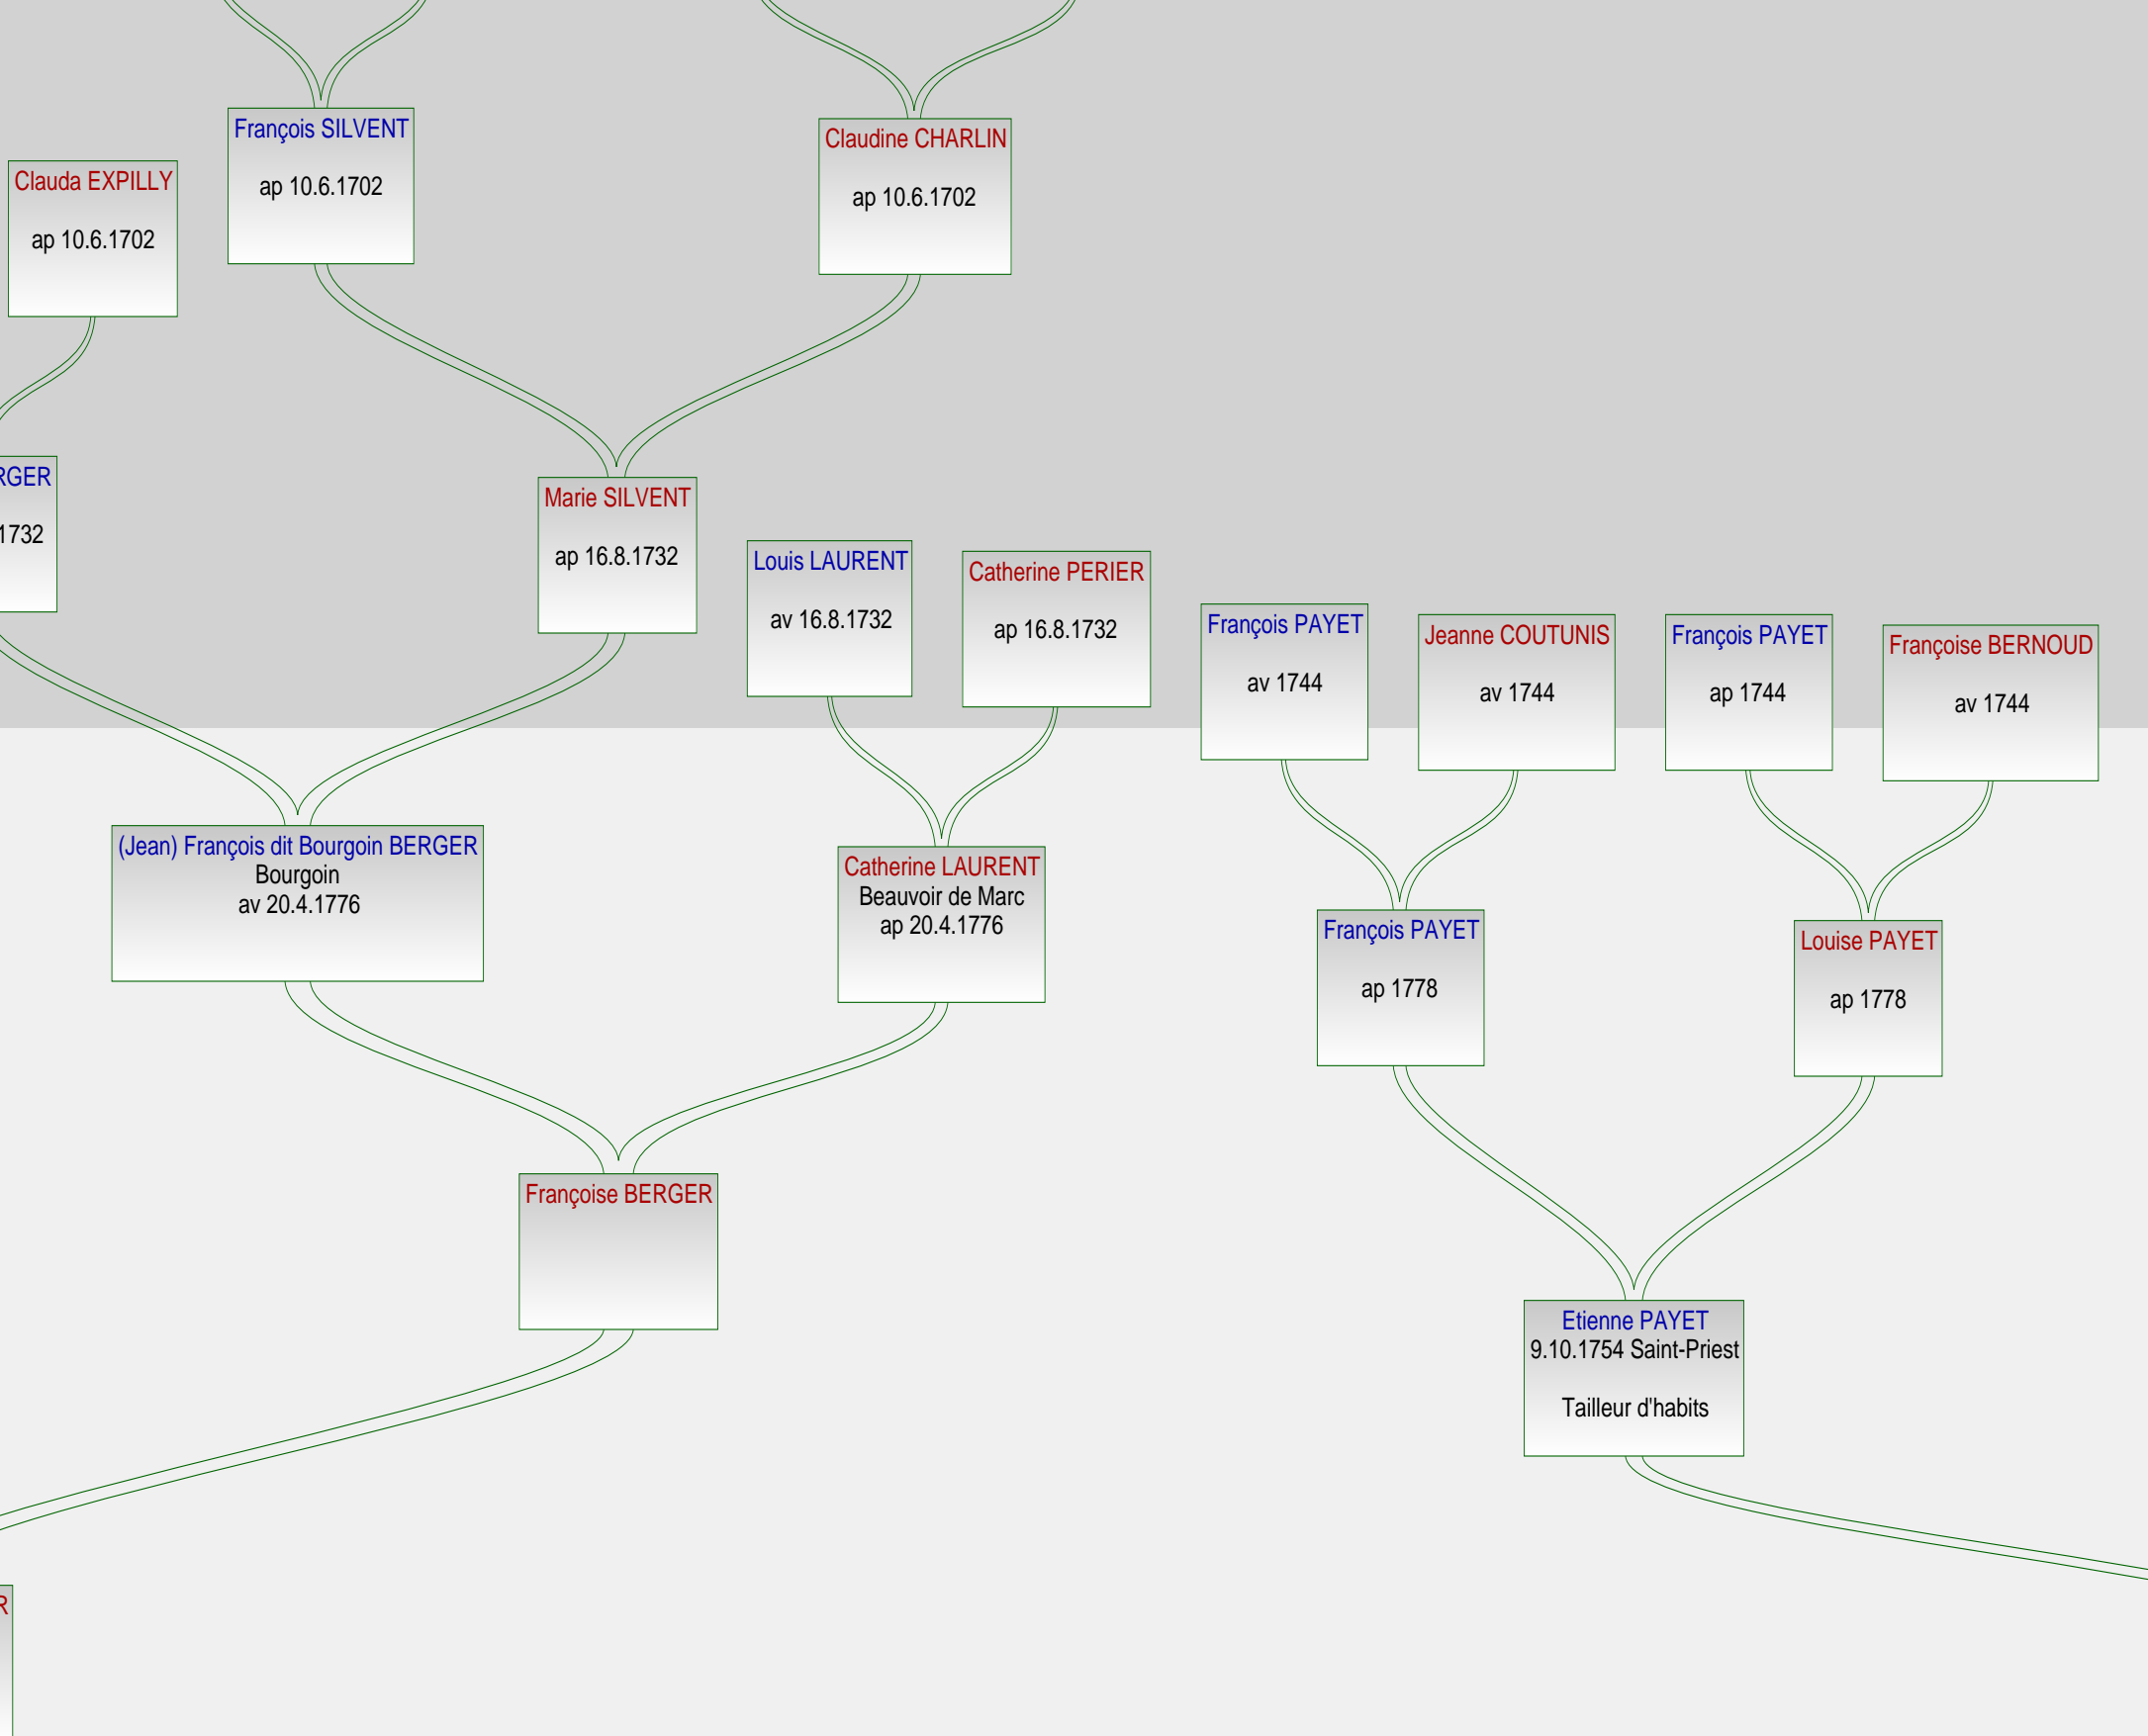 François SILVENT
ap 10.6.1702
Claudine CHARLIN
ap 10.6.1702
Clauda EXPILLY
ap 10.6.1702
RGER
1732
Marie SILVENT
ap 16.8.1732
Louis LAURENT
av 16.8.1732
Catherine PERIER
ap 16.8.1732
François PAYET
av 1744
Jeanne COUTUNIS
av 1744
François PAYET
ap 1744
Françoise BERNOUD
av 1744
(Jean) François dit Bourgoin BERGER
Bourgoin
av 20.4.1776
Catherine LAURENT
Beauvoir de Marc
ap 20.4.1776
François PAYET
ap 1778
Louise PAYET
ap 1778
Françoise BERGER
Etienne PAYET
9.10.1754 Saint-Priest
Tailleur d'habits
R